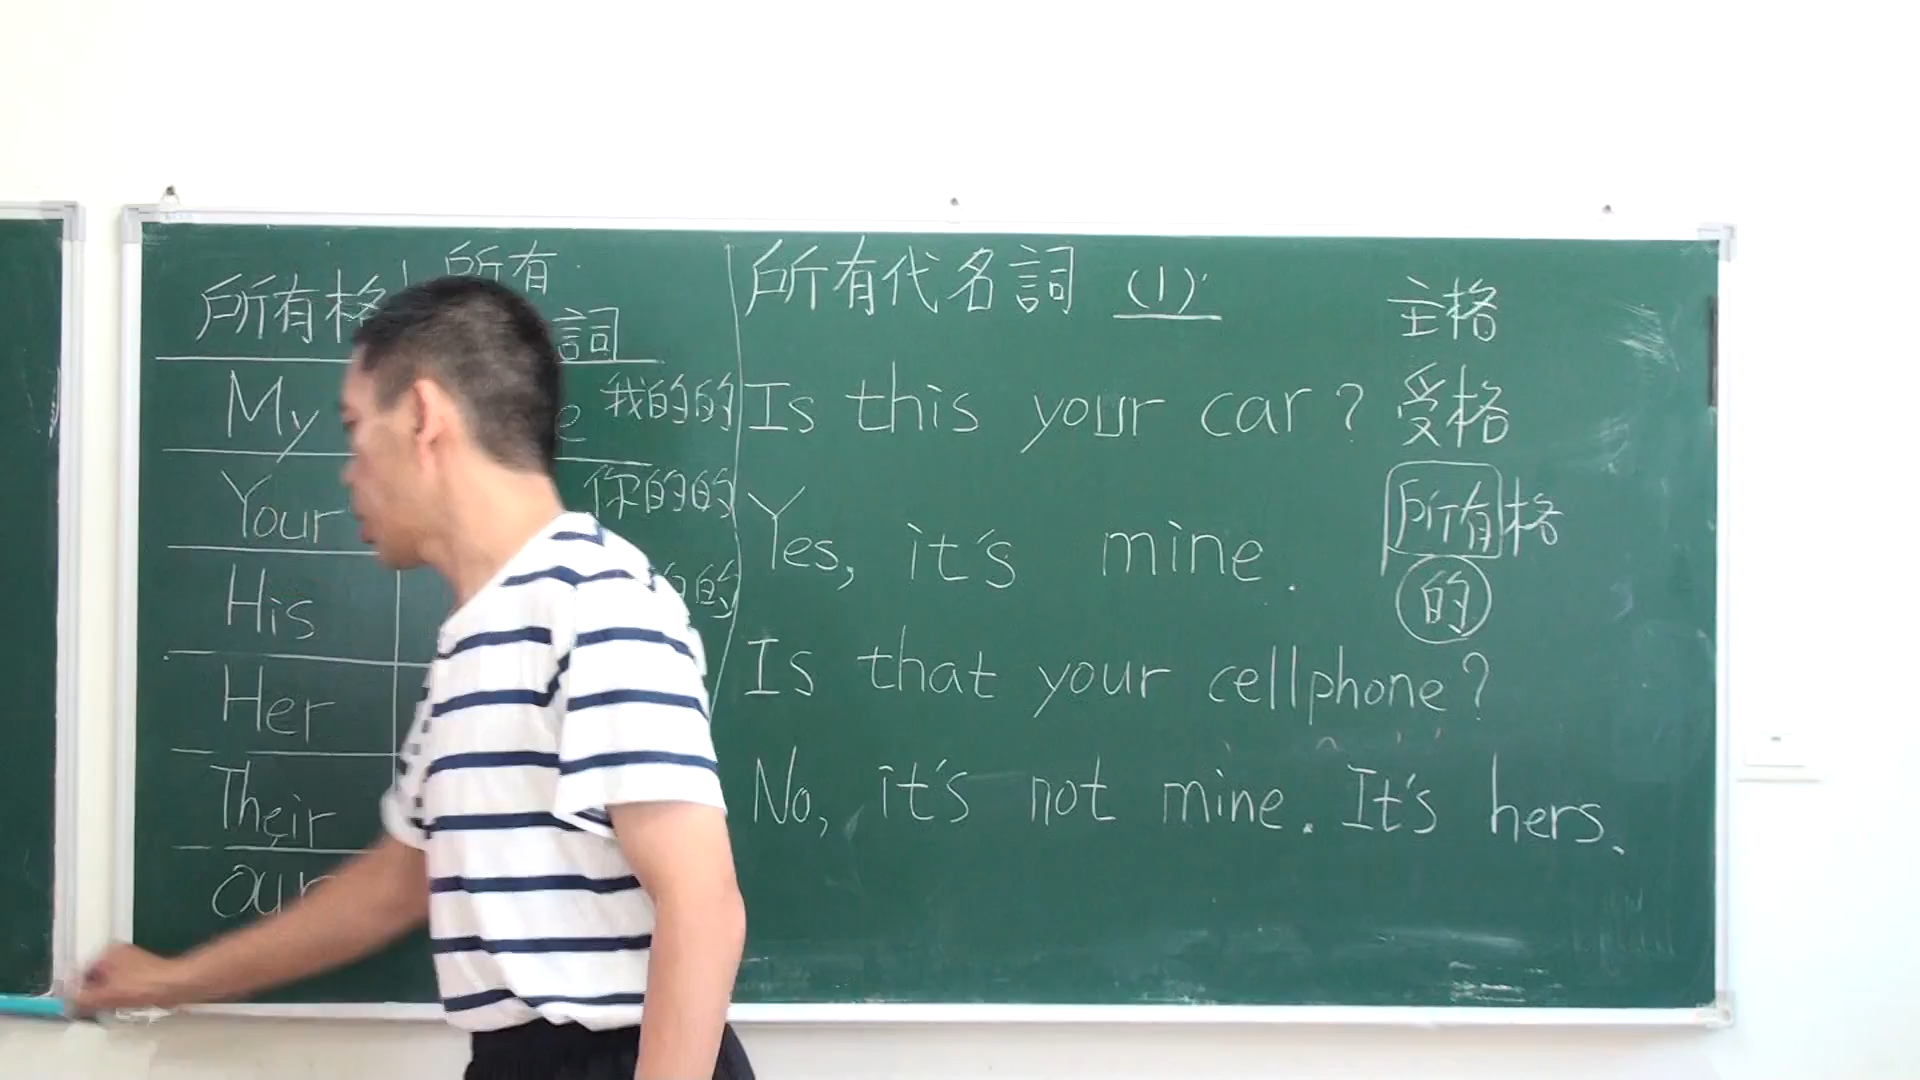 所有格 所有
詞
My 我的的
Your 你的的
His 的
Her
Their
our
所有代名詞 (1)
Is this your car?
Yes, it's mine.
Is that your cellphone?
No, it's not mine. It's hers.
主格
受格
所有格
的